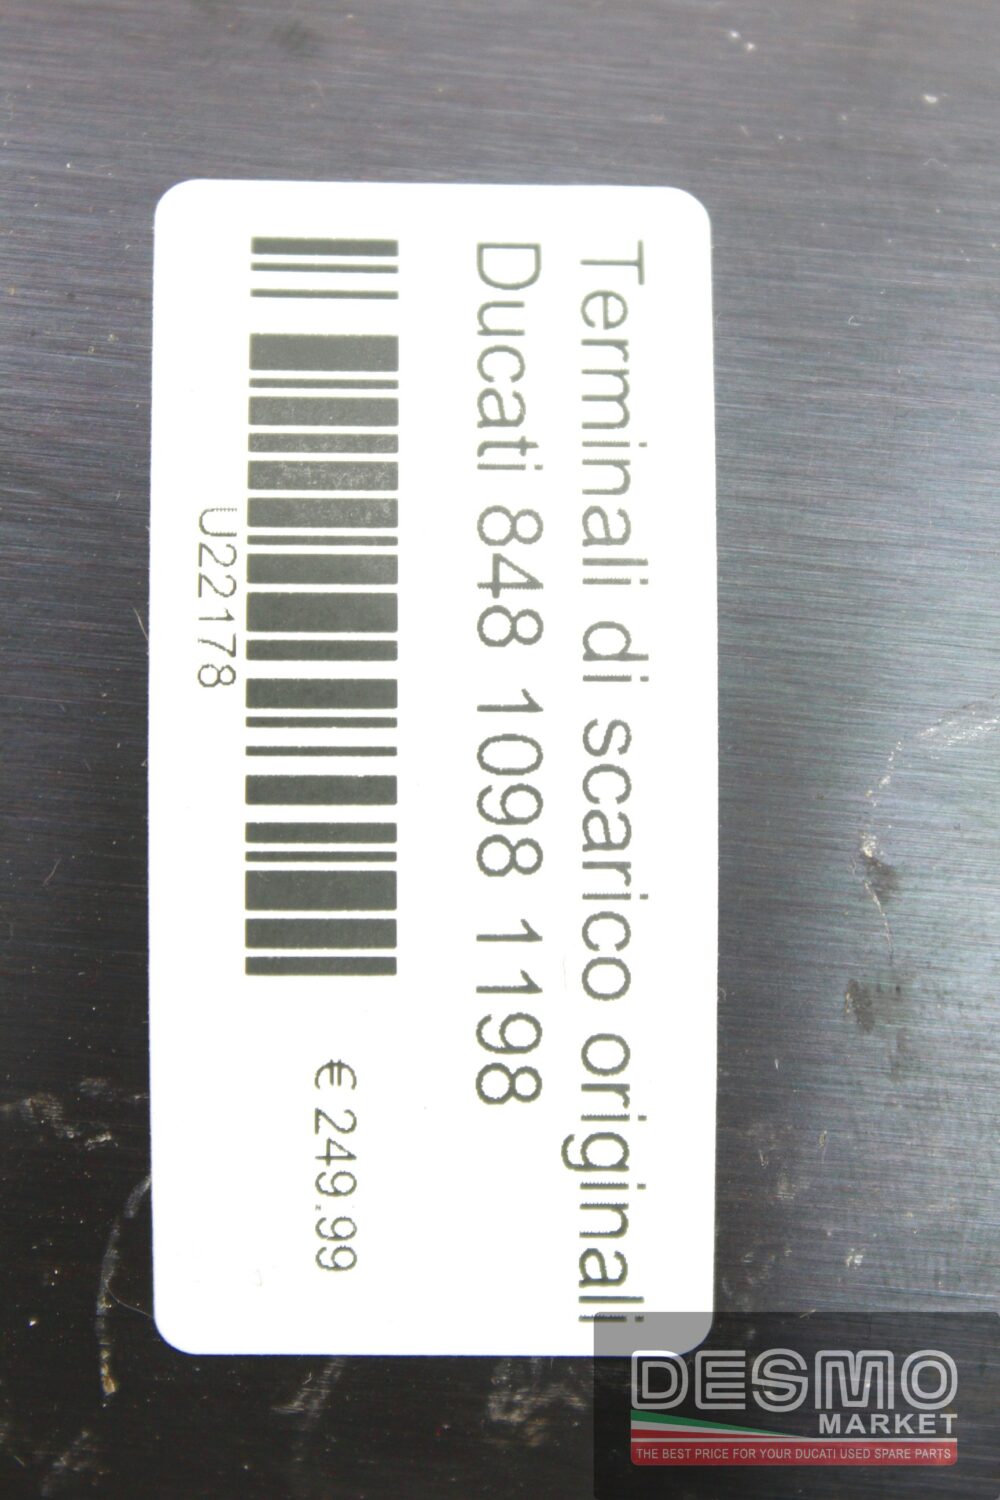 Terminali di scarico originali
Ducati 848 1098 1198
U22178
€ 249.99
DESMO
MARKET
THE BEST PRICE FOR YOUR DUCATI USED SPARE PARTS